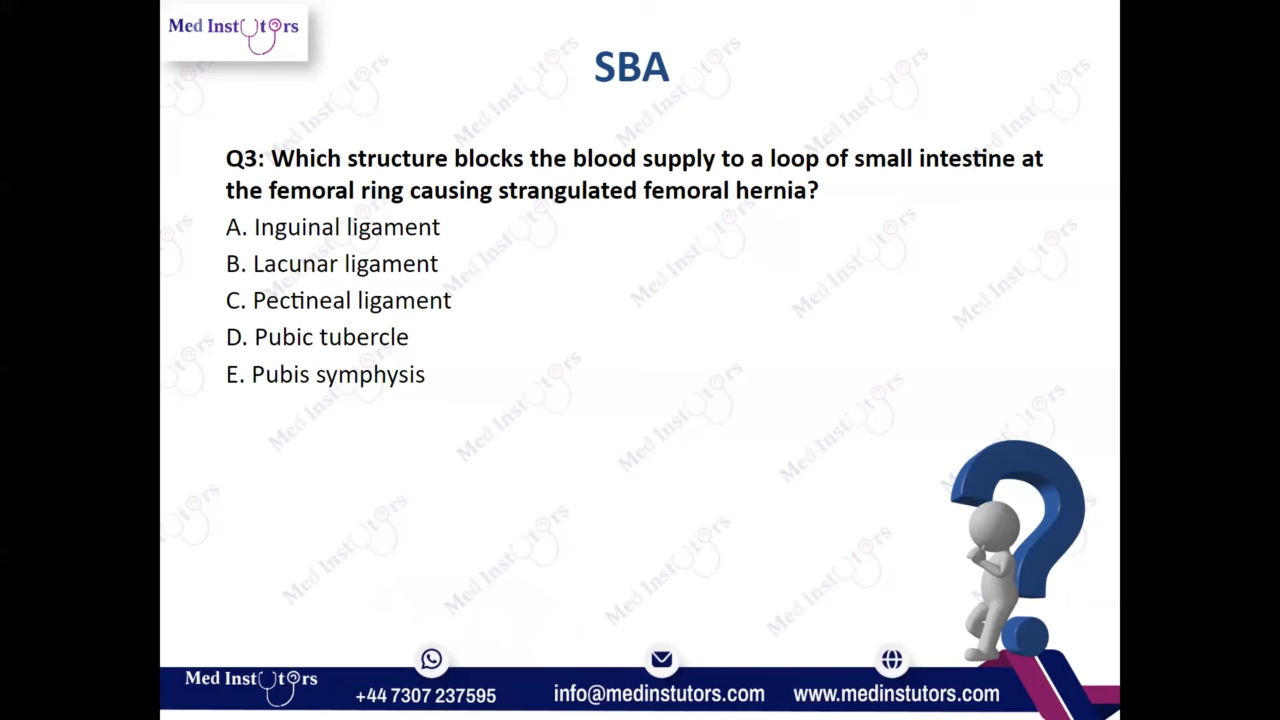 Med Instutors
SBA
Q3: Which structure blocks the blood supply to a loop of small intestine at
the femoral ring causing strangulated femoral hernia?
A. Inguinal ligament
B. Lacunar ligament
C. Pectineal ligament
D. Pubic tubercle
E. Pubis symphysis
Med Instutors
+44 7307 237595
info@medinstutors.com
www.medinstutors.com